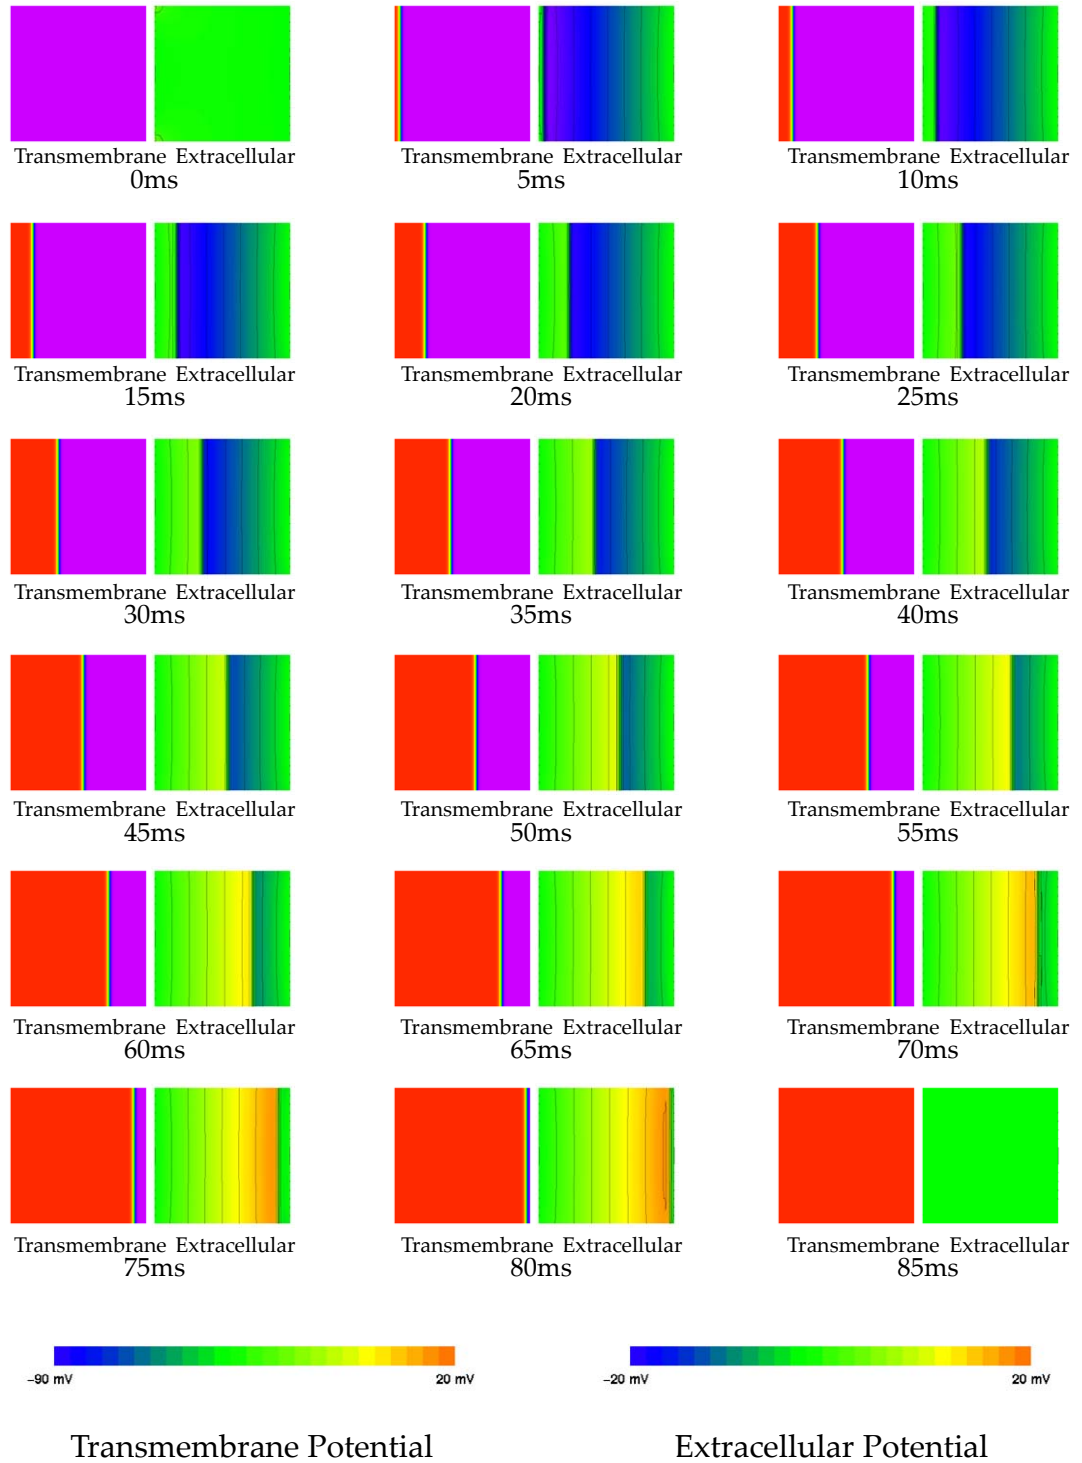 Transmembrane Extracellular Transmembrane Extracellular Transmembrane Extracellular
0ms 5ms 10ms
Transmembrane Extracellular Transmembrane Extracellular Transmembrane Extracellular
15ms 20ms 25ms
Transmembrane Extracellular Transmembrane Extracellular Transmembrane Extracellular
30ms 35ms 40ms
Transmembrane Extracellular Transmembrane Extracellular Transmembrane Extracellular
45ms 50ms 55ms
Transmembrane Extracellular Transmembrane Extracellular Transmembrane Extracellular
60ms 65ms 70ms
Transmembrane Extracellular Transmembrane Extracellular Transmembrane Extracellular
75ms 80ms 85ms
-90 mV 20 mV -20 mV 20 mV
Transmembrane Potential Extracellular Potential